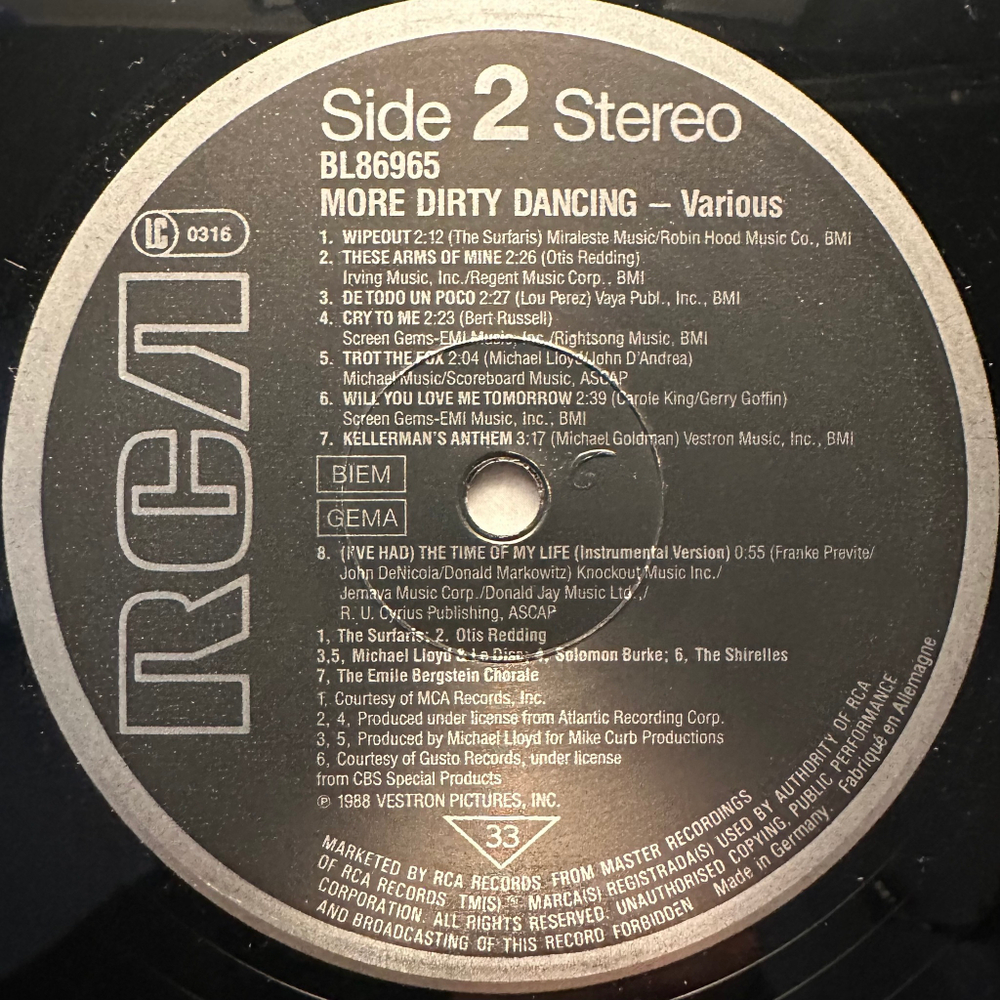 Side 2 Stereo
BL86965
MORE DIRTY DANCING – Various
LC 0316
RCA
1. WIPEOUT 2:12 (The Surfaris) Miraleste Music/Robin Hood Music Co., BMI
2. THESE ARMS OF MINE 2:26 (Otis Redding)
Irving Music, Inc./Regent Music Corp., BMI
3. DE TODO UN POCO 2:27 (Lou Perez) Vaya Publ., Inc., BMI
4. CRY TO ME 2:23 (Bert Russell)
Screen Gems-EMI Music, Inc./Rightsong Music, BMI
5. TROT THE FOX 2:04 (Michael Lloyd/John D'Andrea)
Michael Music/Scoreboard Music, ASCAP
6. WILL YOU LOVE ME TOMORROW 2:39 (Carole King/Gerry Goffin)
Screen Gems-EMI Music, Inc., BMI
7. KELLERMAN'S ANTHEM 3:17 (Michael Goldman) Vestron Music, Inc., BMI
BIEM
GEMA
8. (I'VE HAD) THE TIME OF MY LIFE (Instrumental Version) 0:55 (Franke Previte/
John DeNicola/Donald Markowitz) Knockout Music Inc./
Jemava Music Corp./Donald Jay Music Ltd./
R. U. Cyrius Publishing, ASCAP
1, The Surfaris; 2, Otis Redding
3,5, Michael Lloyd & Le Disc; 4, Solomon Burke; 6, The Shirelles
7, The Emile Bergstein Chorale
1, Courtesy of MCA Records, Inc.
2, 4, Produced under license from Atlantic Recording Corp.
3, 5, Produced by Michael Lloyd for Mike Curb Productions
6, Courtesy of Gusto Records, under license
from CBS Special Products
℗ 1988 VESTRON PICTURES, INC.
33
MARKETED BY RCA RECORDS FROM MASTER RECORDINGS
OF RCA RECORDS. TM(S) ® MARCA(S) REGISTRADA(S) USED BY AUTHORITY OF RCA
CORPORATION. ALL RIGHTS RESERVED. UNAUTHORISED COPYING, PUBLIC PERFORMANCE
AND BROADCASTING OF THIS RECORD FORBIDDEN Made in Germany. Fabriqué en Allemagne.